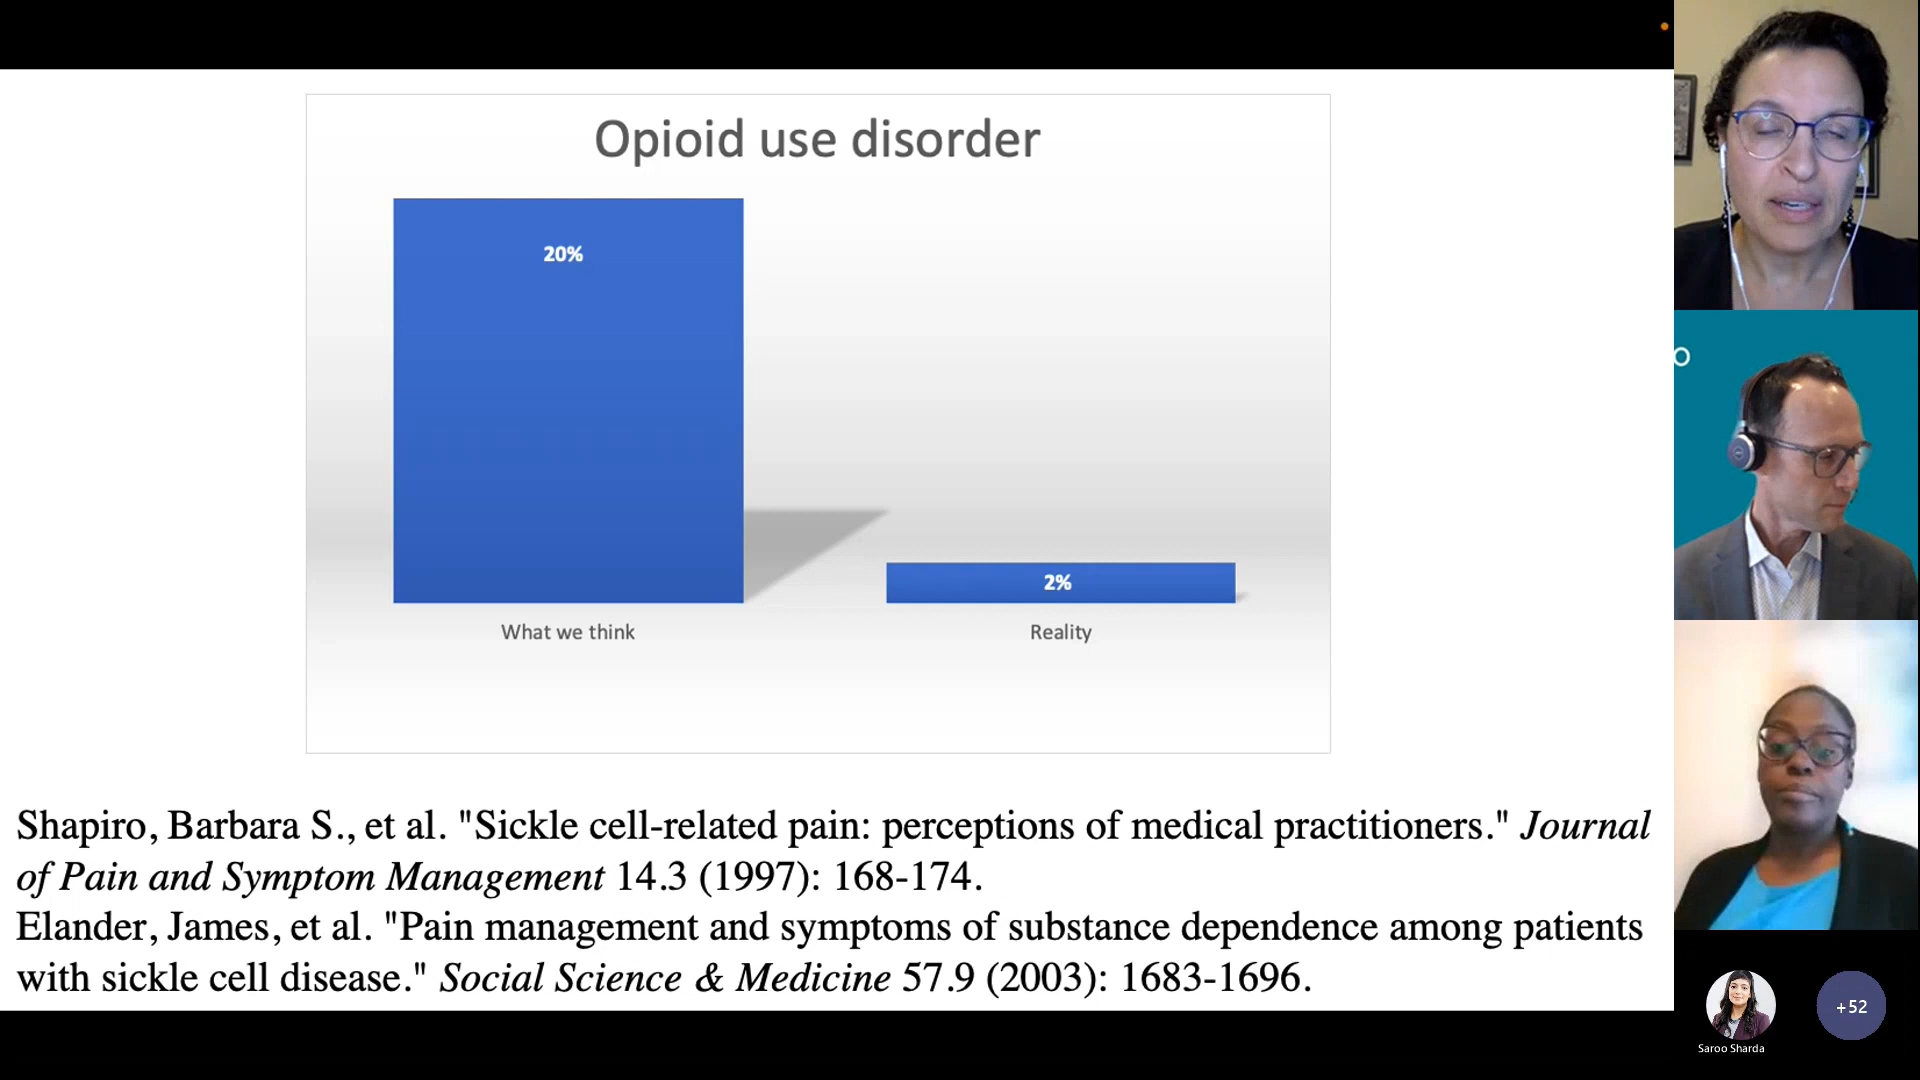 Opioid use disorder
20%
2%
What we think
Reality
Shapiro, Barbara S., et al. "Sickle cell-related pain: perceptions of medical practitioners." Journal
of Pain and Symptom Management 14.3 (1997): 168-174.
Elander, James, et al. "Pain management and symptoms of substance dependence among patients
with sickle cell disease." Social Science & Medicine 57.9 (2003): 1683-1696.
O
+52
Saroo Sharda